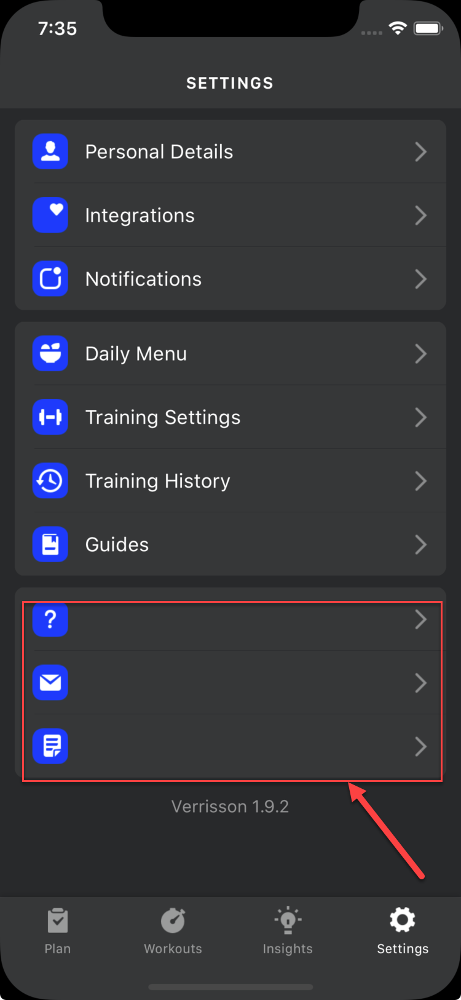 7:35
SETTINGS
Personal Details
Integrations
Notifications
Daily Menu
Training Settings
Training History
Guides
?
Verrisson 1.9.2
Plan
Workouts
Insights
Settings